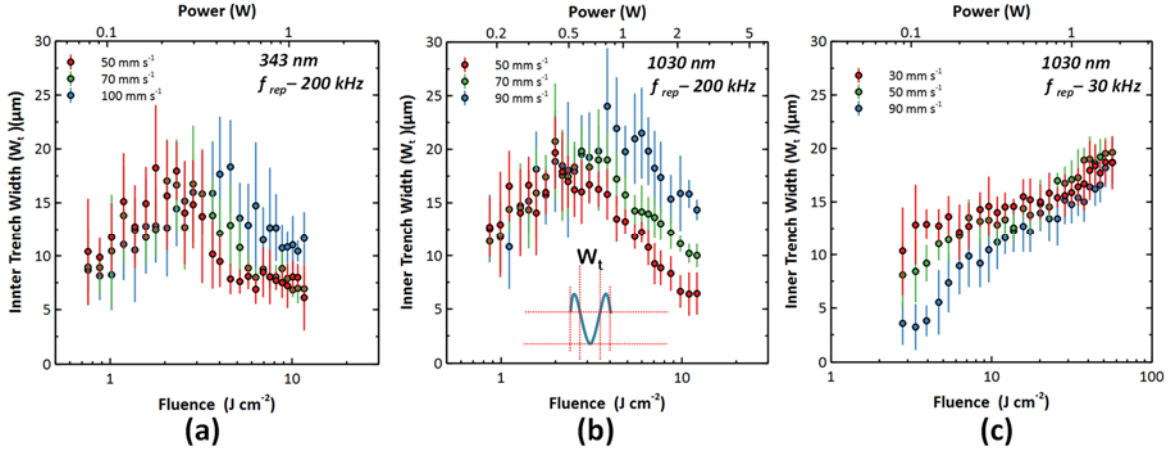 Power (W)
0.1 1
30
25
20
15
10
5
0
Innter Trench Width (Wt )(µm)
50 mm s-1
70 mm s-1
100 mm s-1
343 nm
frep– 200 kHz
1 10
Fluence (J cm-2)
(a)
Power (W)
0.2 0.5 0.8 2 5
30
25
20
15
10
5
0
Inner Trench Width (Wt )(µm)
50 mm s-1
70 mm s-1
90 mm s-1
1030 nm
frep– 200 kHz
Wt
1 10
Fluence (J cm-2)
(b)
Power (W)
0.1 1
30
25
20
15
10
5
0
Inner Trench Width (Wt )(µm)
30 mm s-1
50 mm s-1
90 mm s-1
1030 nm
frep– 30 kHz
1 10 100
Fluence (J cm-2)
(c)